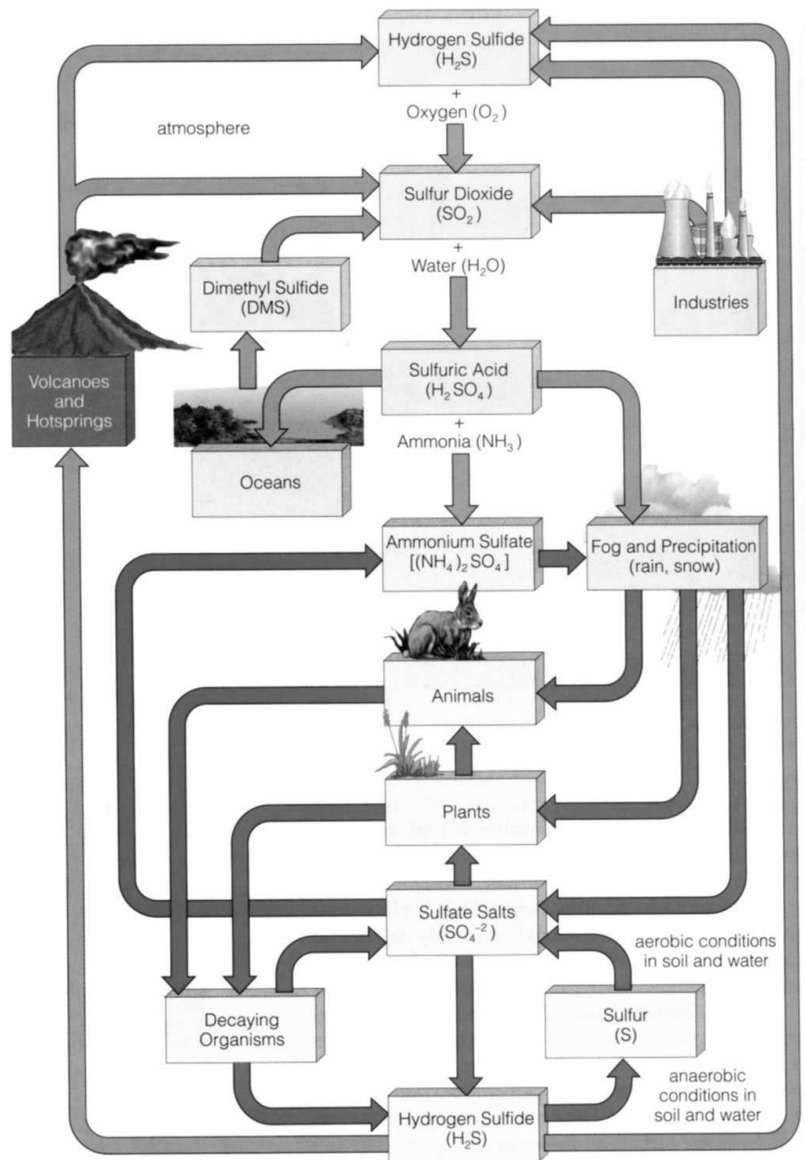 Hydrogen Sulfide
(H₂S)
+
Oxygen (O₂)
atmosphere
Sulfur Dioxide
(SO₂)
+
Water (H₂O)
Dimethyl Sulfide
(DMS)
Industries
Sulfuric Acid
(H₂SO₄)
+
Ammonia (NH₃)
Volcanoes
and
Hotsprings
Oceans
Ammonium Sulfate
[(NH₄)₂SO₄]
Fog and Precipitation
(rain, snow)
Animals
Plants
Sulfate Salts
(SO₄⁻²)
aerobic conditions
in soil and water
Decaying
Organisms
Sulfur
(S)
anaerobic
conditions in
soil and water
Hydrogen Sulfide
(H₂S)